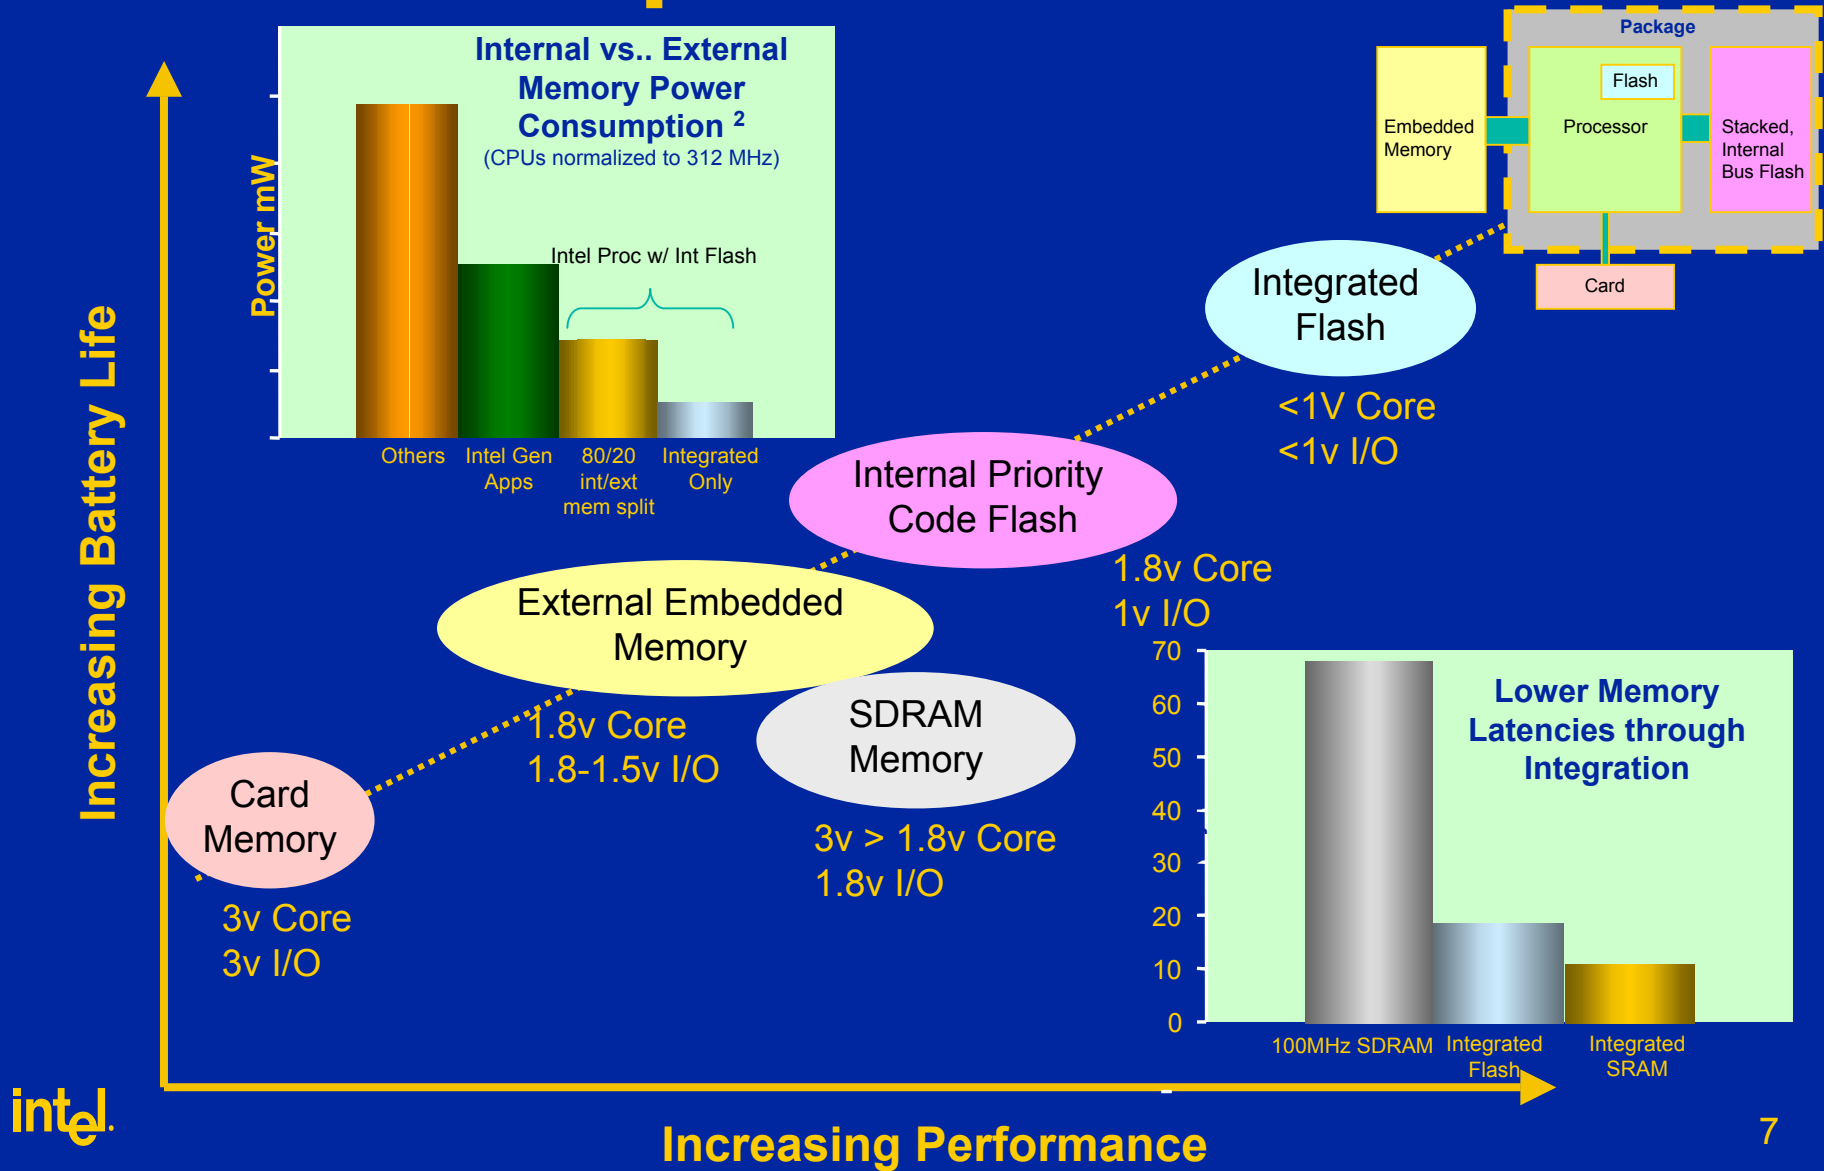 Internal vs.. External
Memory Power
Consumption 2
(CPUs normalized to 312 MHz)
Power mW
Intel Proc w/ Int Flash
Others
Intel Gen
Apps
80/20
int/ext
mem split
Integrated
Only
Package
Embedded
Memory
Flash
Processor
Stacked,
Internal
Bus Flash
Card
Increasing Battery Life
Integrated
Flash
<1V Core
<1v I/O
Internal Priority
Code Flash
1.8v Core
1v I/O
External Embedded
Memory
1.8v Core
1.8-1.5v I/O
SDRAM
Memory
3v > 1.8v Core
1.8v I/O
Card
Memory
3v Core
3v I/O
Lower Memory
Latencies through
Integration
70
60
50
40
30
20
10
0
100MHz SDRAM
Integrated
Flash
Integrated
SRAM
intel.
Increasing Performance
7